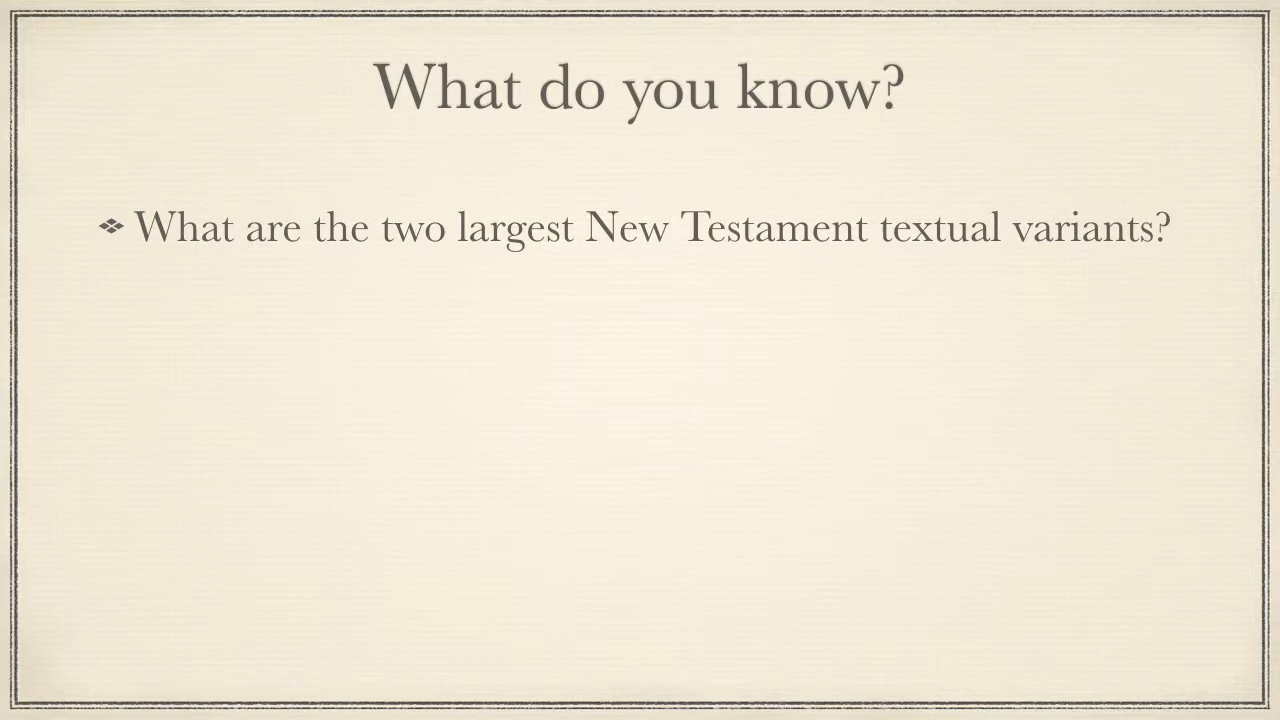 What do you know?
What are the two largest New Testament textual variants?